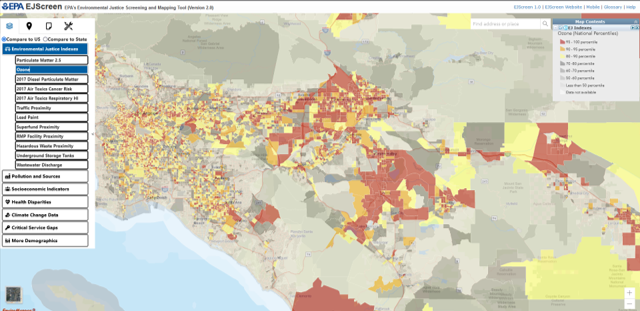 EPA EJScreen EPA's Environmental Justice Screening and Mapping Tool (Version 2.0)
EJScreen 1.0 | EJScreen Website | Mobile | Glossary | Help
Find address or place
Map Contents
EJ Indexes
Ozone (National Percentiles)
95 - 100 percentile
90 - 95 percentile
80 - 90 percentile
70 - 80 percentile
60 - 70 percentile
50 - 60 percentile
Less than 50 percentile
Data not available
Compare to US Compare to State
Environmental Justice Indexes
Particulate Matter 2.5
Ozone
2017 Diesel Particulate Matter
2017 Air Toxics Cancer Risk
2017 Air Toxics Respiratory HI
Traffic Proximity
Lead Paint
Superfund Proximity
RMP Facility Proximity
Hazardous Waste Proximity
Underground Storage Tanks
Wastewater Discharge
Pollution and Sources
Socioeconomic Indicators
Health Disparities
Climate Change Data
Critical Service Gaps
More Demographics